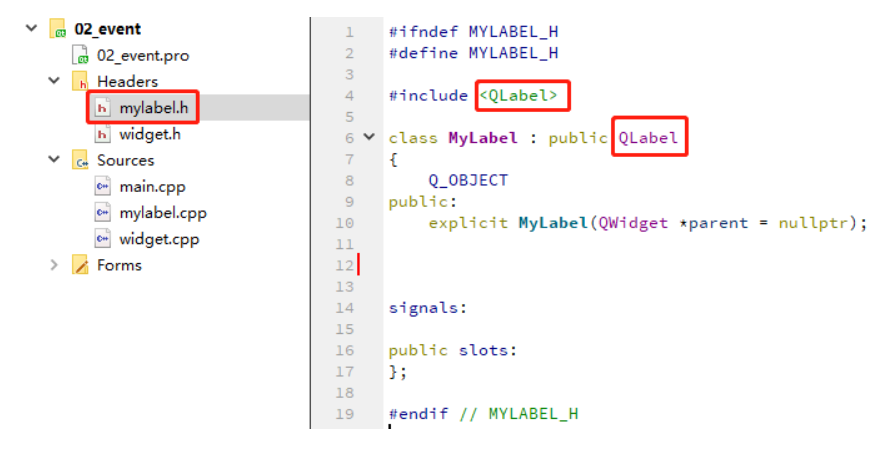 02_event
02_event.pro
Headers
mylabel.h
widget.h
Sources
main.cpp
mylabel.cpp
widget.cpp
Forms
1 #ifndef MYLABEL_H
2 #define MYLABEL_H
3
4 #include <QLabel>
5
6 class MyLabel : public QLabel
7 {
8 Q_OBJECT
9 public:
10 explicit MyLabel(QWidget *parent = nullptr);
11
12
13
14 signals:
15
16 public slots:
17 };
18
19 #endif // MYLABEL_H